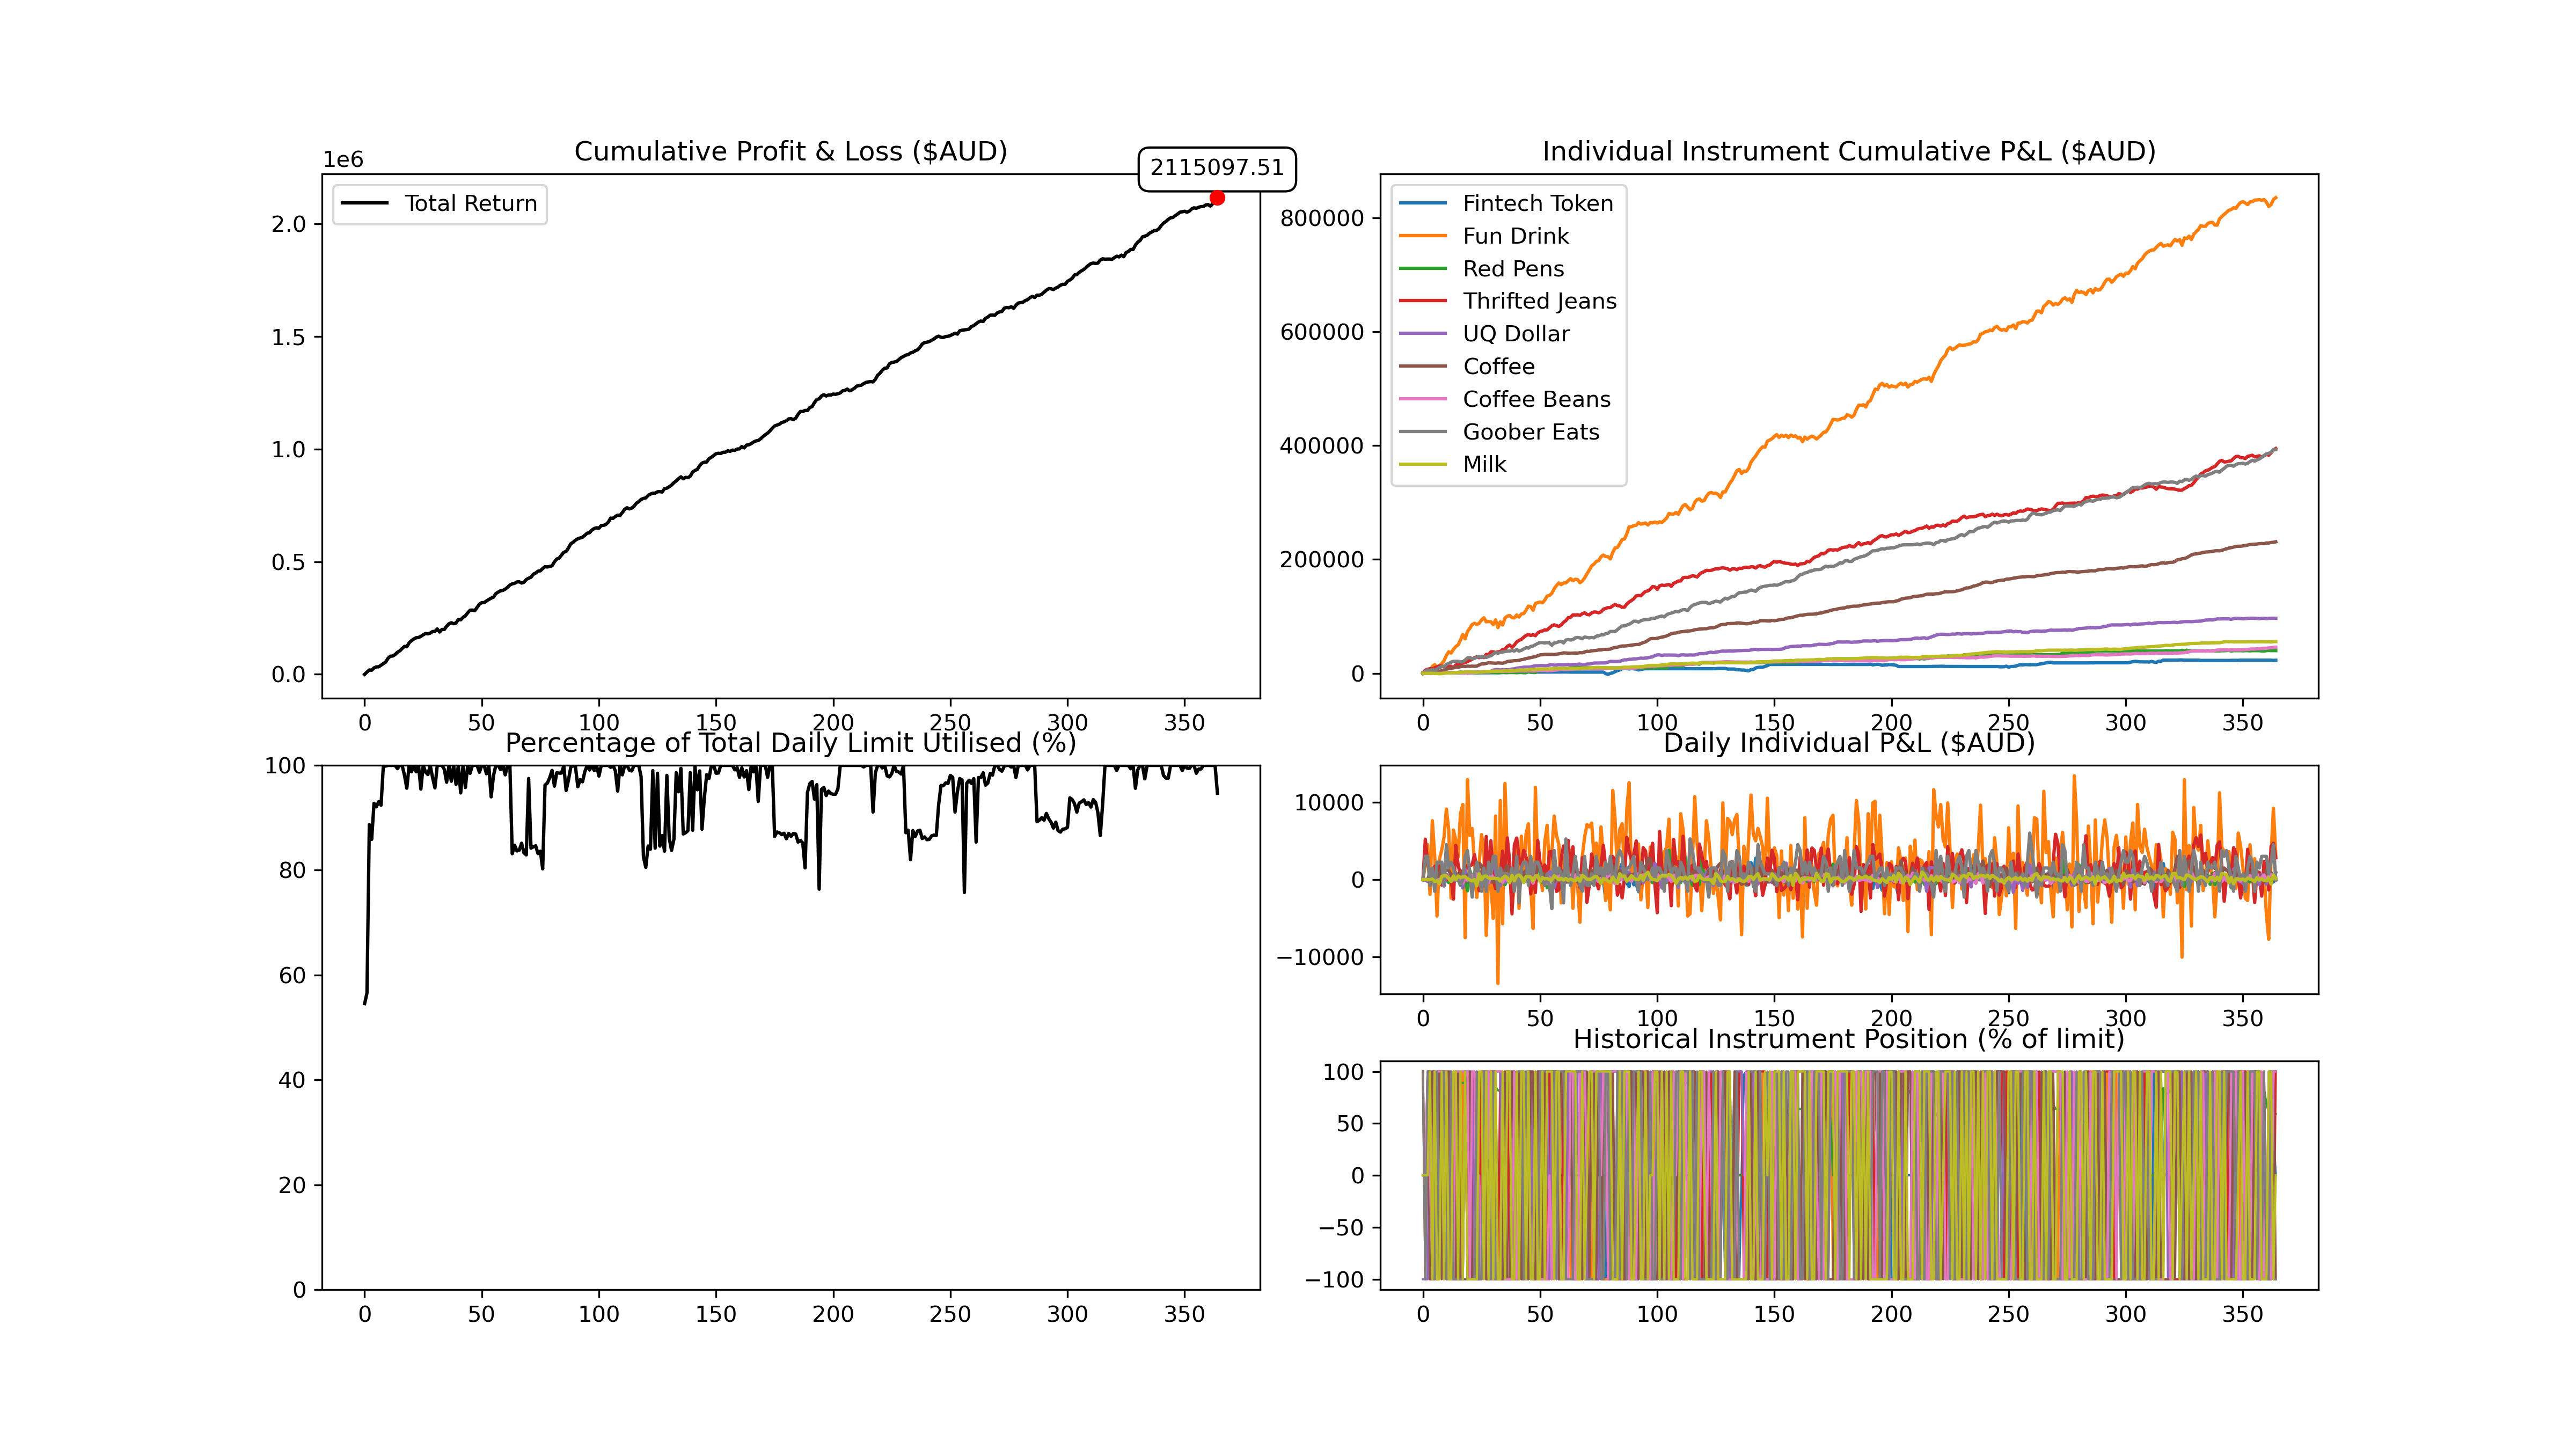 Cumulative Profit & Loss ($AUD)
1e6
2115097.51
Total Return
2.0
1.5
1.0
0.5
0.0
0 50 100 150 200 250 300 350
Individual Instrument Cumulative P&L ($AUD)
Fintech Token
Fun Drink
Red Pens
Thrifted Jeans
UQ Dollar
Coffee
Coffee Beans
Goober Eats
Milk
800000
600000
400000
200000
0
0 50 100 150 200 250 300 350
Percentage of Total Daily Limit Utilised (%)
100
80
60
40
20
0
0 50 100 150 200 250 300 350
Daily Individual P&L ($AUD)
10000
0
−10000
0 50 100 150 200 250 300 350
Historical Instrument Position (% of limit)
100
50
0
−50
−100
0 50 100 150 200 250 300 350